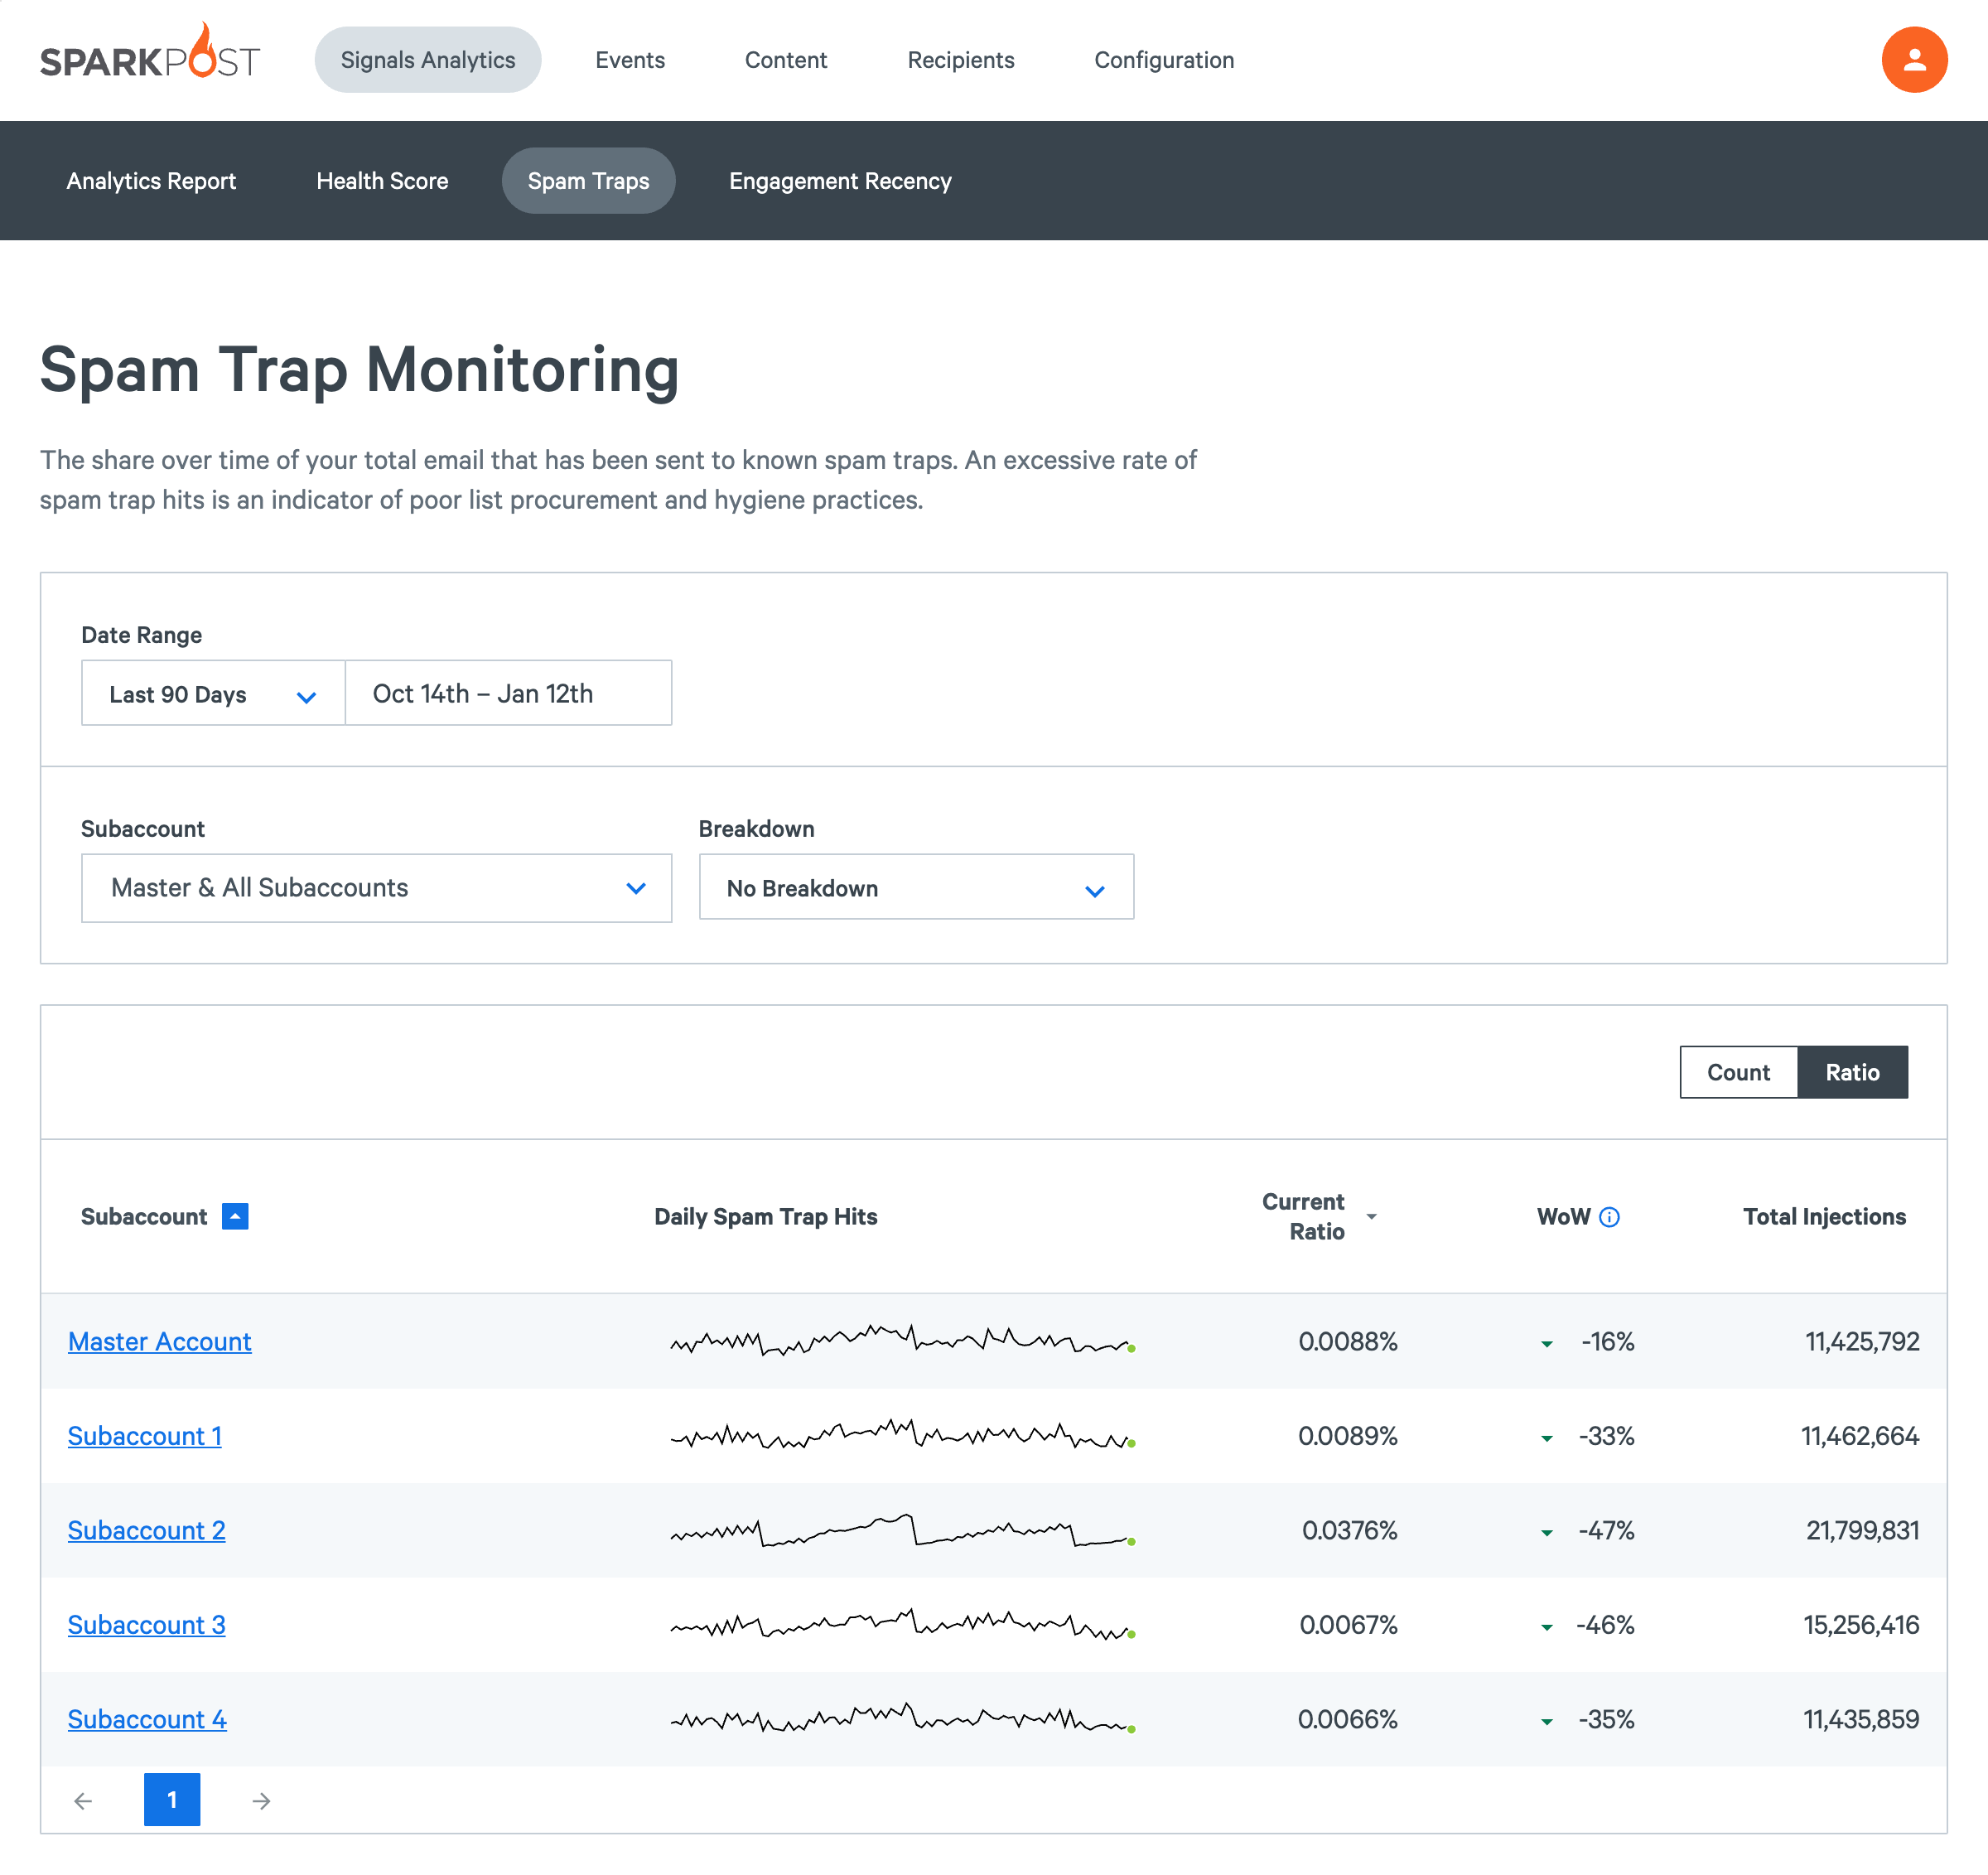 SPARKPOST
Signals Analytics
Events
Content
Recipients
Configuration
Analytics Report
Health Score
Spam Traps
Engagement Recency
Spam Trap Monitoring
The share over time of your total email that has been sent to known spam traps. An excessive rate of
spam trap hits is an indicator of poor list procurement and hygiene practices.
Date Range
Last 90 Days
Oct 14th – Jan 12th
Subaccount
Breakdown
Master & All Subaccounts
No Breakdown
Count
Ratio
Subaccount
Daily Spam Trap Hits
Current
Ratio
WoW
Total Injections
Master Account
0.0088%
-16%
11,425,792
Subaccount 1
0.0089%
-33%
11,462,664
Subaccount 2
0.0376%
-47%
21,799,831
Subaccount 3
0.0067%
-46%
15,256,416
Subaccount 4
0.0066%
-35%
11,435,859
1